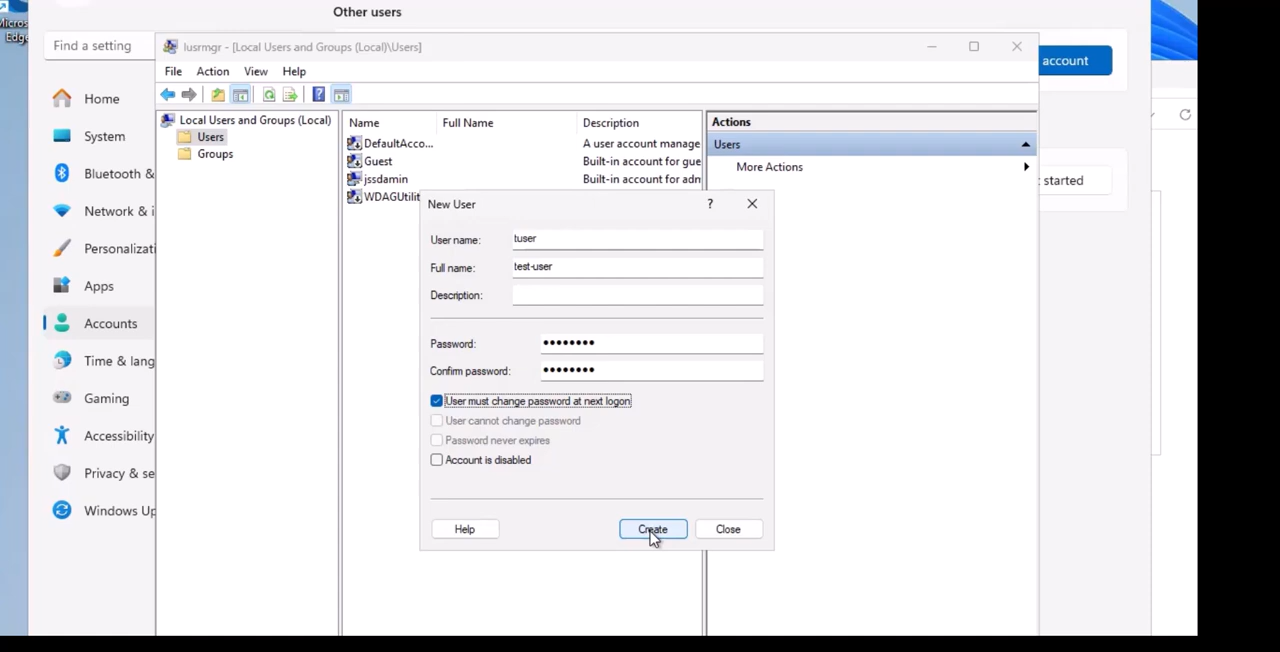 Other users
Micros
Edge
Find a setting
lusrmgr - [Local Users and Groups (Local)\Users]
account
File Action View Help
Home
System
Bluetooth &
Network & i
Personalizati
Apps
Accounts
Time & lang
Gaming
Accessibility
Privacy & se
Windows Up
Local Users and Groups (Local)
Users
Groups
Name Full Name Description
DefaultAcco... A user account manage
Guest Built-in account for gue
jssdamin Built-in account for adn
WDAGUtilit
Actions
Users
More Actions
started
New User ?
User name: tuser
Full name: test-user
Description:
Password: ••••••••
Confirm password: ••••••••
User must change password at next logon
User cannot change password
Password never expires
Account is disabled
Help Create Close